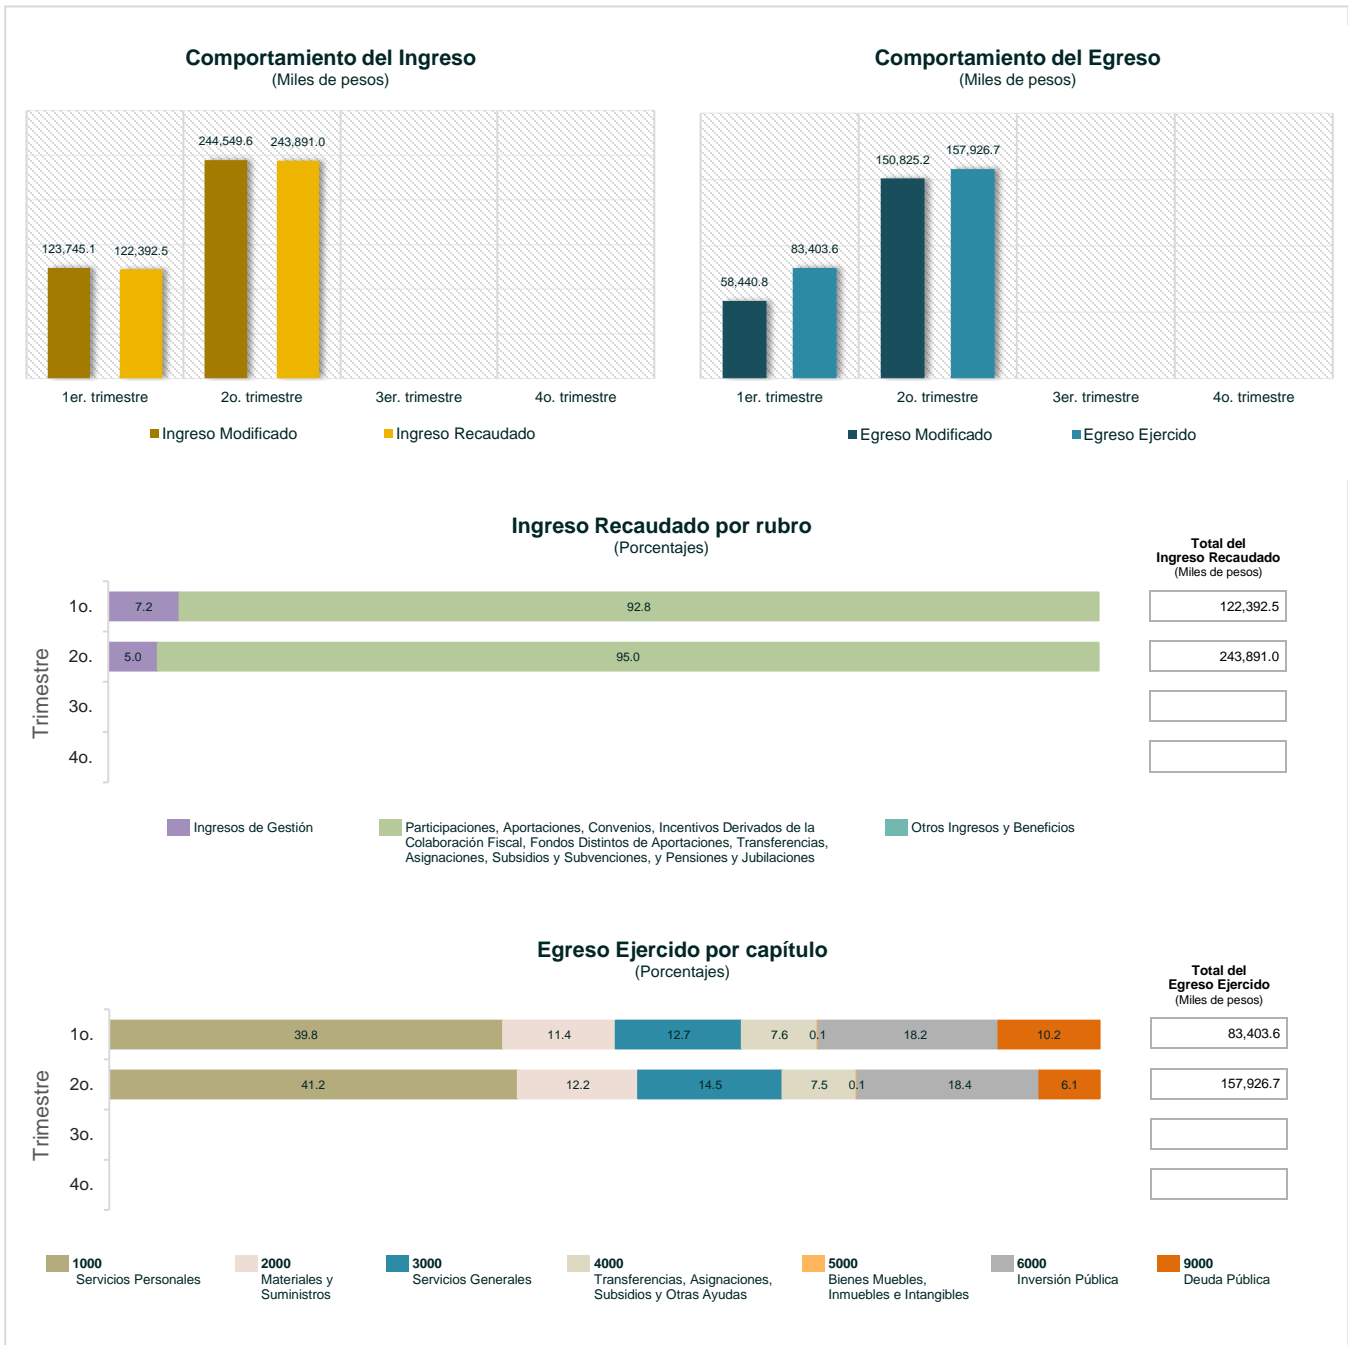 Comportamiento del Ingreso
(Miles de pesos)
244,549.6 243,891.0
123,745.1 122,392.5
1er. trimestre 2o. trimestre 3er. trimestre 4o. trimestre
Ingreso Modificado Ingreso Recaudado
Comportamiento del Egreso
(Miles de pesos)
150,825.2 157,926.7
58,440.8 83,403.6
1er. trimestre 2o. trimestre 3er. trimestre 4o. trimestre
Egreso Modificado Egreso Ejercido
Ingreso Recaudado por rubro
(Porcentajes)
Total del
Ingreso Recaudado
(Miles de pesos)
Trimestre
1o. 7.2 92.8 122,392.5
2o. 5.0 95.0 243,891.0
3o.
4o.
Ingresos de Gestión
Participaciones, Aportaciones, Convenios, Incentivos Derivados de la
Colaboración Fiscal, Fondos Distintos de Aportaciones, Transferencias,
Asignaciones, Subsidios y Subvenciones, y Pensiones y Jubilaciones
Otros Ingresos y Beneficios
Egreso Ejercido por capítulo
(Porcentajes)
Total del
Egreso Ejercido
(Miles de pesos)
Trimestre
1o. 39.8 11.4 12.7 7.6 0.1 18.2 10.2 83,403.6
2o. 41.2 12.2 14.5 7.5 0.1 18.4 6.1 157,926.7
3o.
4o.
1000
Servicios Personales
2000
Materiales y
Suministros
3000
Servicios Generales
4000
Transferencias, Asignaciones,
Subsidios y Otras Ayudas
5000
Bienes Muebles,
Inmuebles e Intangibles
6000
Inversión Pública
9000
Deuda Pública